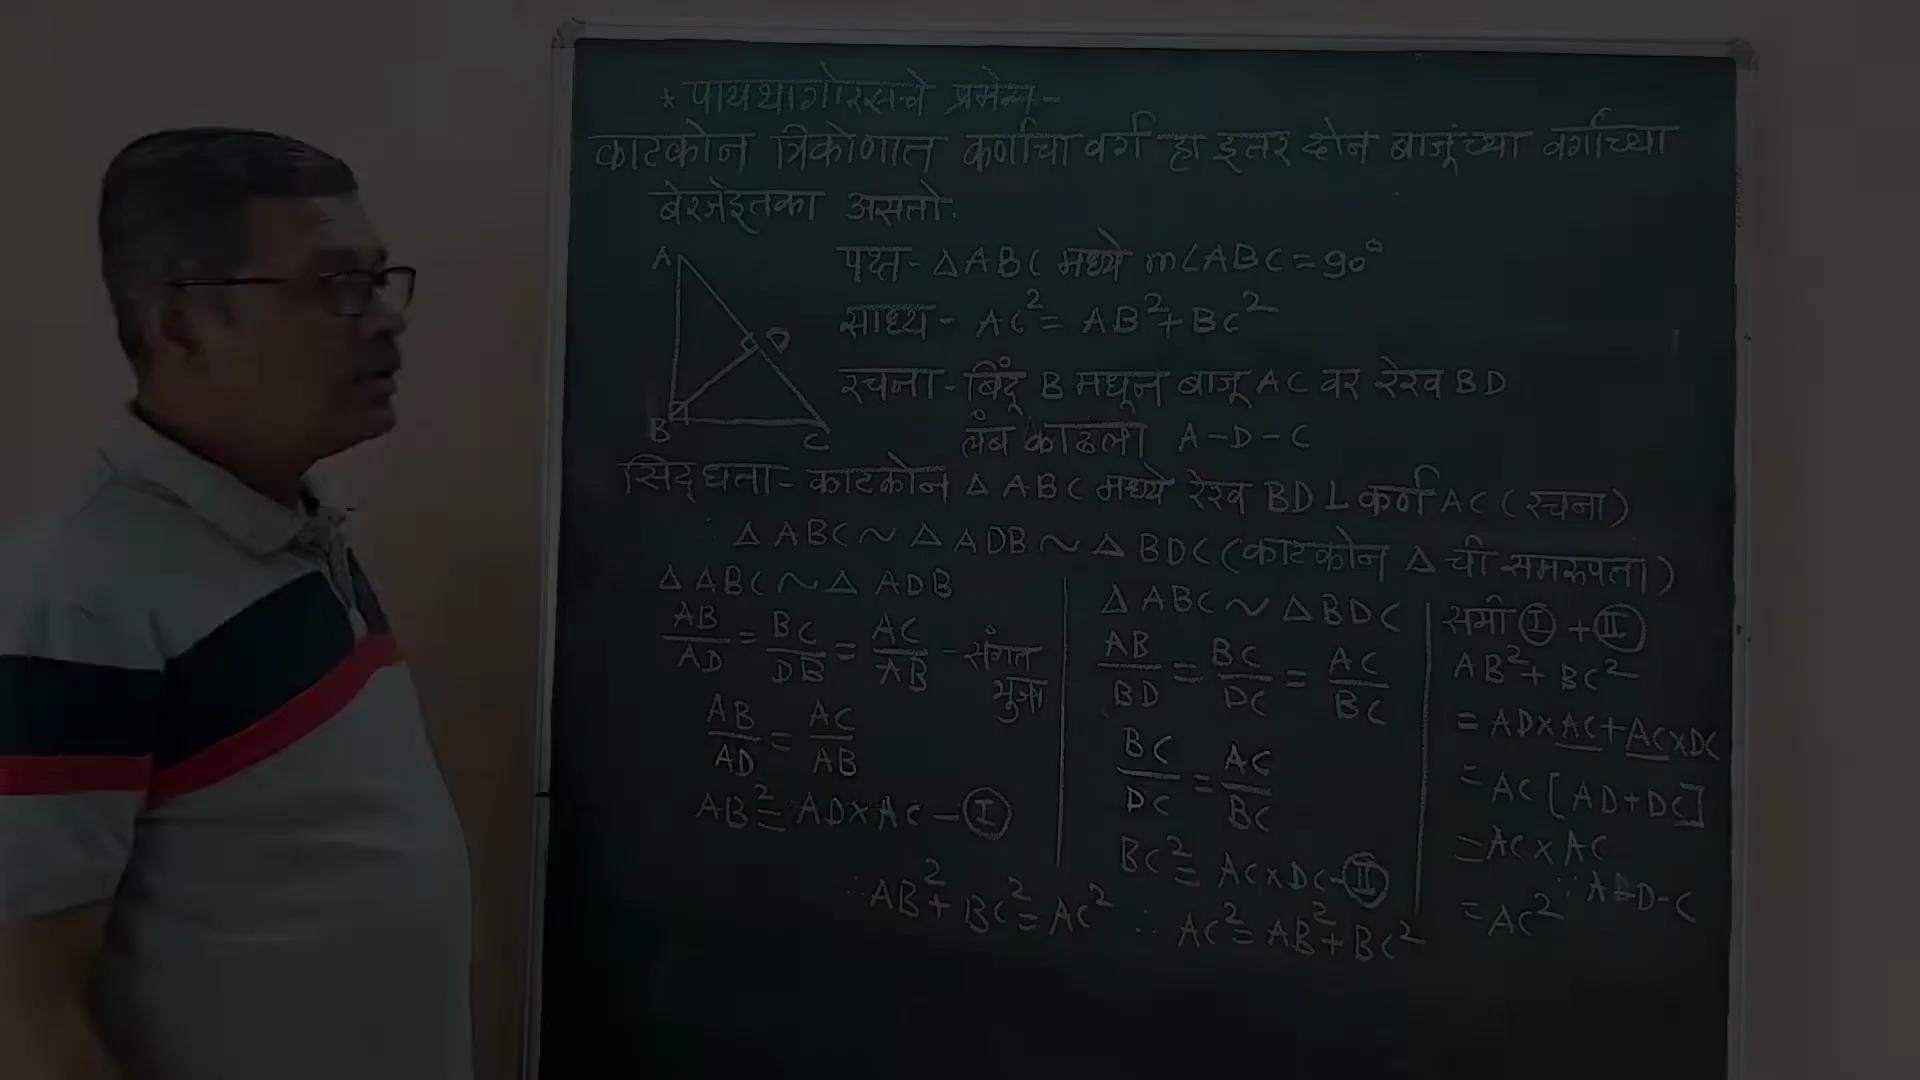 * पायथागोरसचे प्रमेय -
काटकोन त्रिकोणात कर्णाचा वर्ग हा इतर दोन बाजूंच्या वर्गाच्या
बेरजेइतका असतो.
A
D
B
C
पक्ष - △ABC मध्ये m∠ABC = 90°
साध्य - AC² = AB² + BC²
रचना - बिंदू B मधून बाजू AC वर रेख BD
लंब काढला A-D-C
सिद्धता - काटकोन △ABC मध्ये रेख BD ⊥ कर्ण AC (रचना)
△ABC ~ △ADB ~ △BDC (काटकोन △ ची समरूपता)
△ABC ~ △ADB
AB/AD = BC/DB = AC/AB - संगत भुजा
AB/AD = AC/AB
AB² = AD×AC - Ⅰ
△ABC ~ △BDC
AB/BD = BC/DC = AC/BC
BC/DC = AC/BC
BC² = AC×DC - Ⅱ
समी Ⅰ + Ⅱ
AB² + BC²
= AD×AC + AC×DC
= AC [AD+DC]
= AC × AC
∵ A-D-C
= AC²
∴ AB² + BC² = AC² ∴ AC² = AB² + BC²